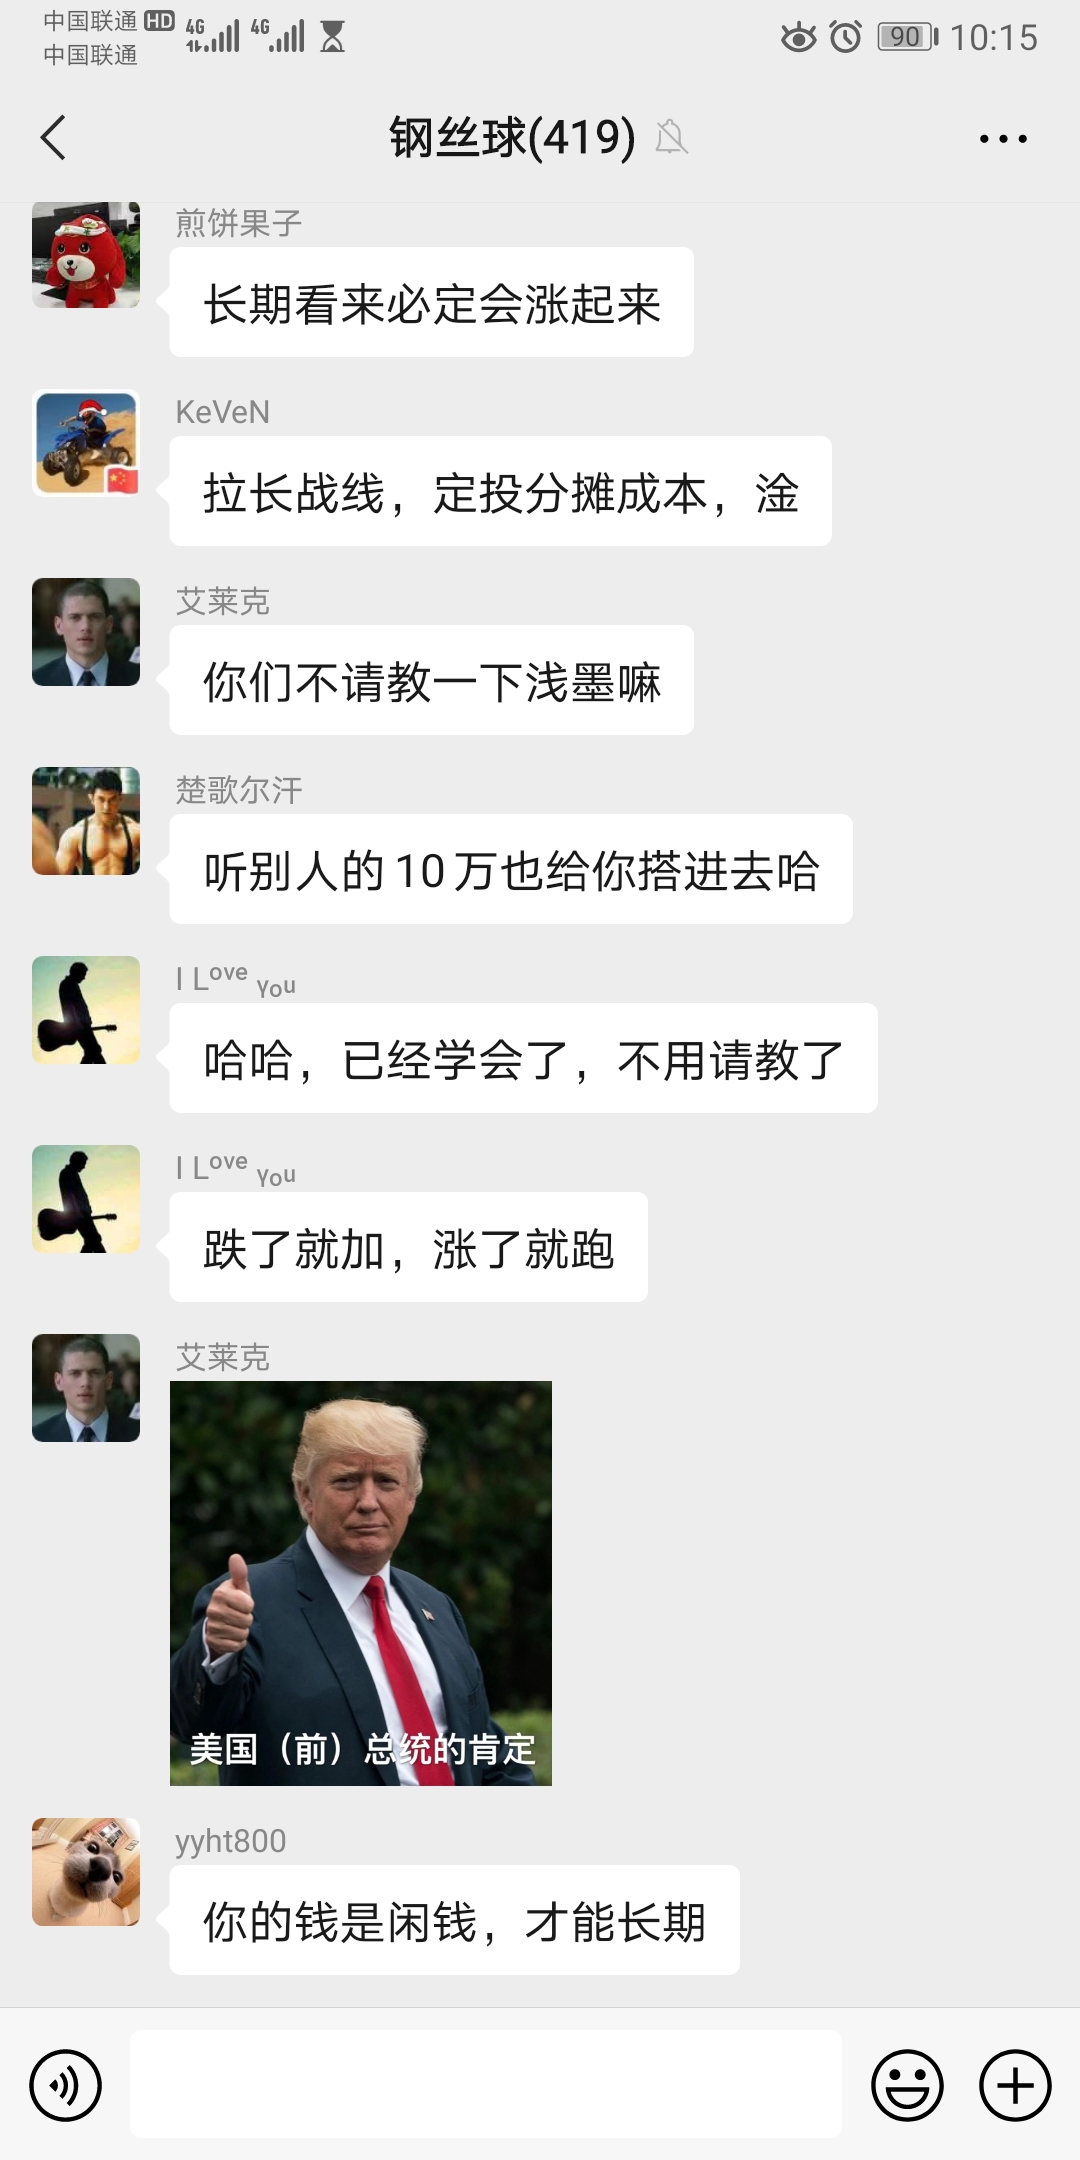 中国联通 HD 4G 4G 90 10:15
中国联通
钢丝球(419)
煎饼果子
长期看来必定会涨起来
KeVeN
拉长战线，定投分摊成本，淦
艾莱克
你们不请教一下浅墨嘛
楚歌尔汗
听别人的10万也给你搭进去哈
I Lᵒᵛᵉ ᵧₒᵤ
哈哈，已经学会了，不用请教了
I Lᵒᵛᵉ ᵧₒᵤ
跌了就加，涨了就跑
艾莱克
美国（前）总统的肯定
yyht800
你的钱是闲钱，才能长期